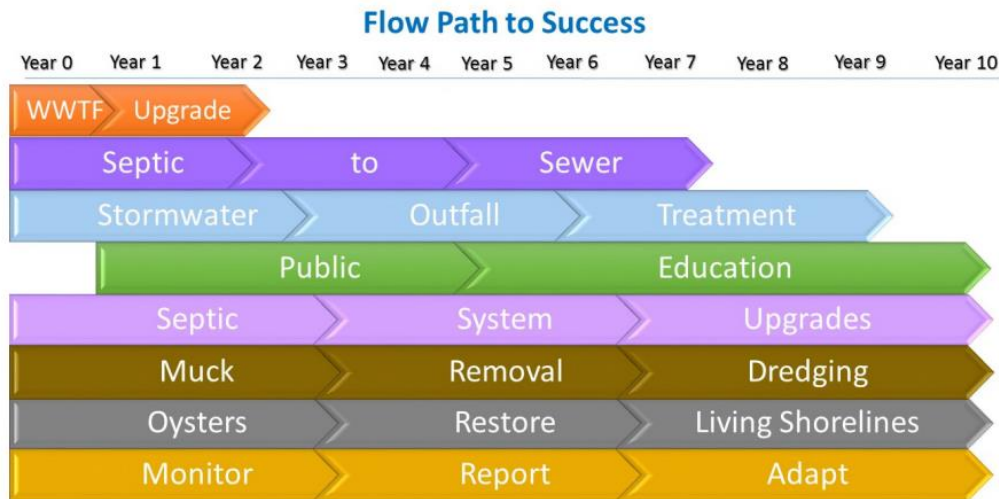 Flow Path to Success
Year 0 Year 1 Year 2 Year 3 Year 4 Year 5 Year 6 Year 7 Year 8 Year 9 Year 10
WWTF Upgrade
Septic to Sewer
Stormwater Outfall Treatment
Public Education
Septic System Upgrades
Muck Removal Dredging
Oysters Restore Living Shorelines
Monitor Report Adapt